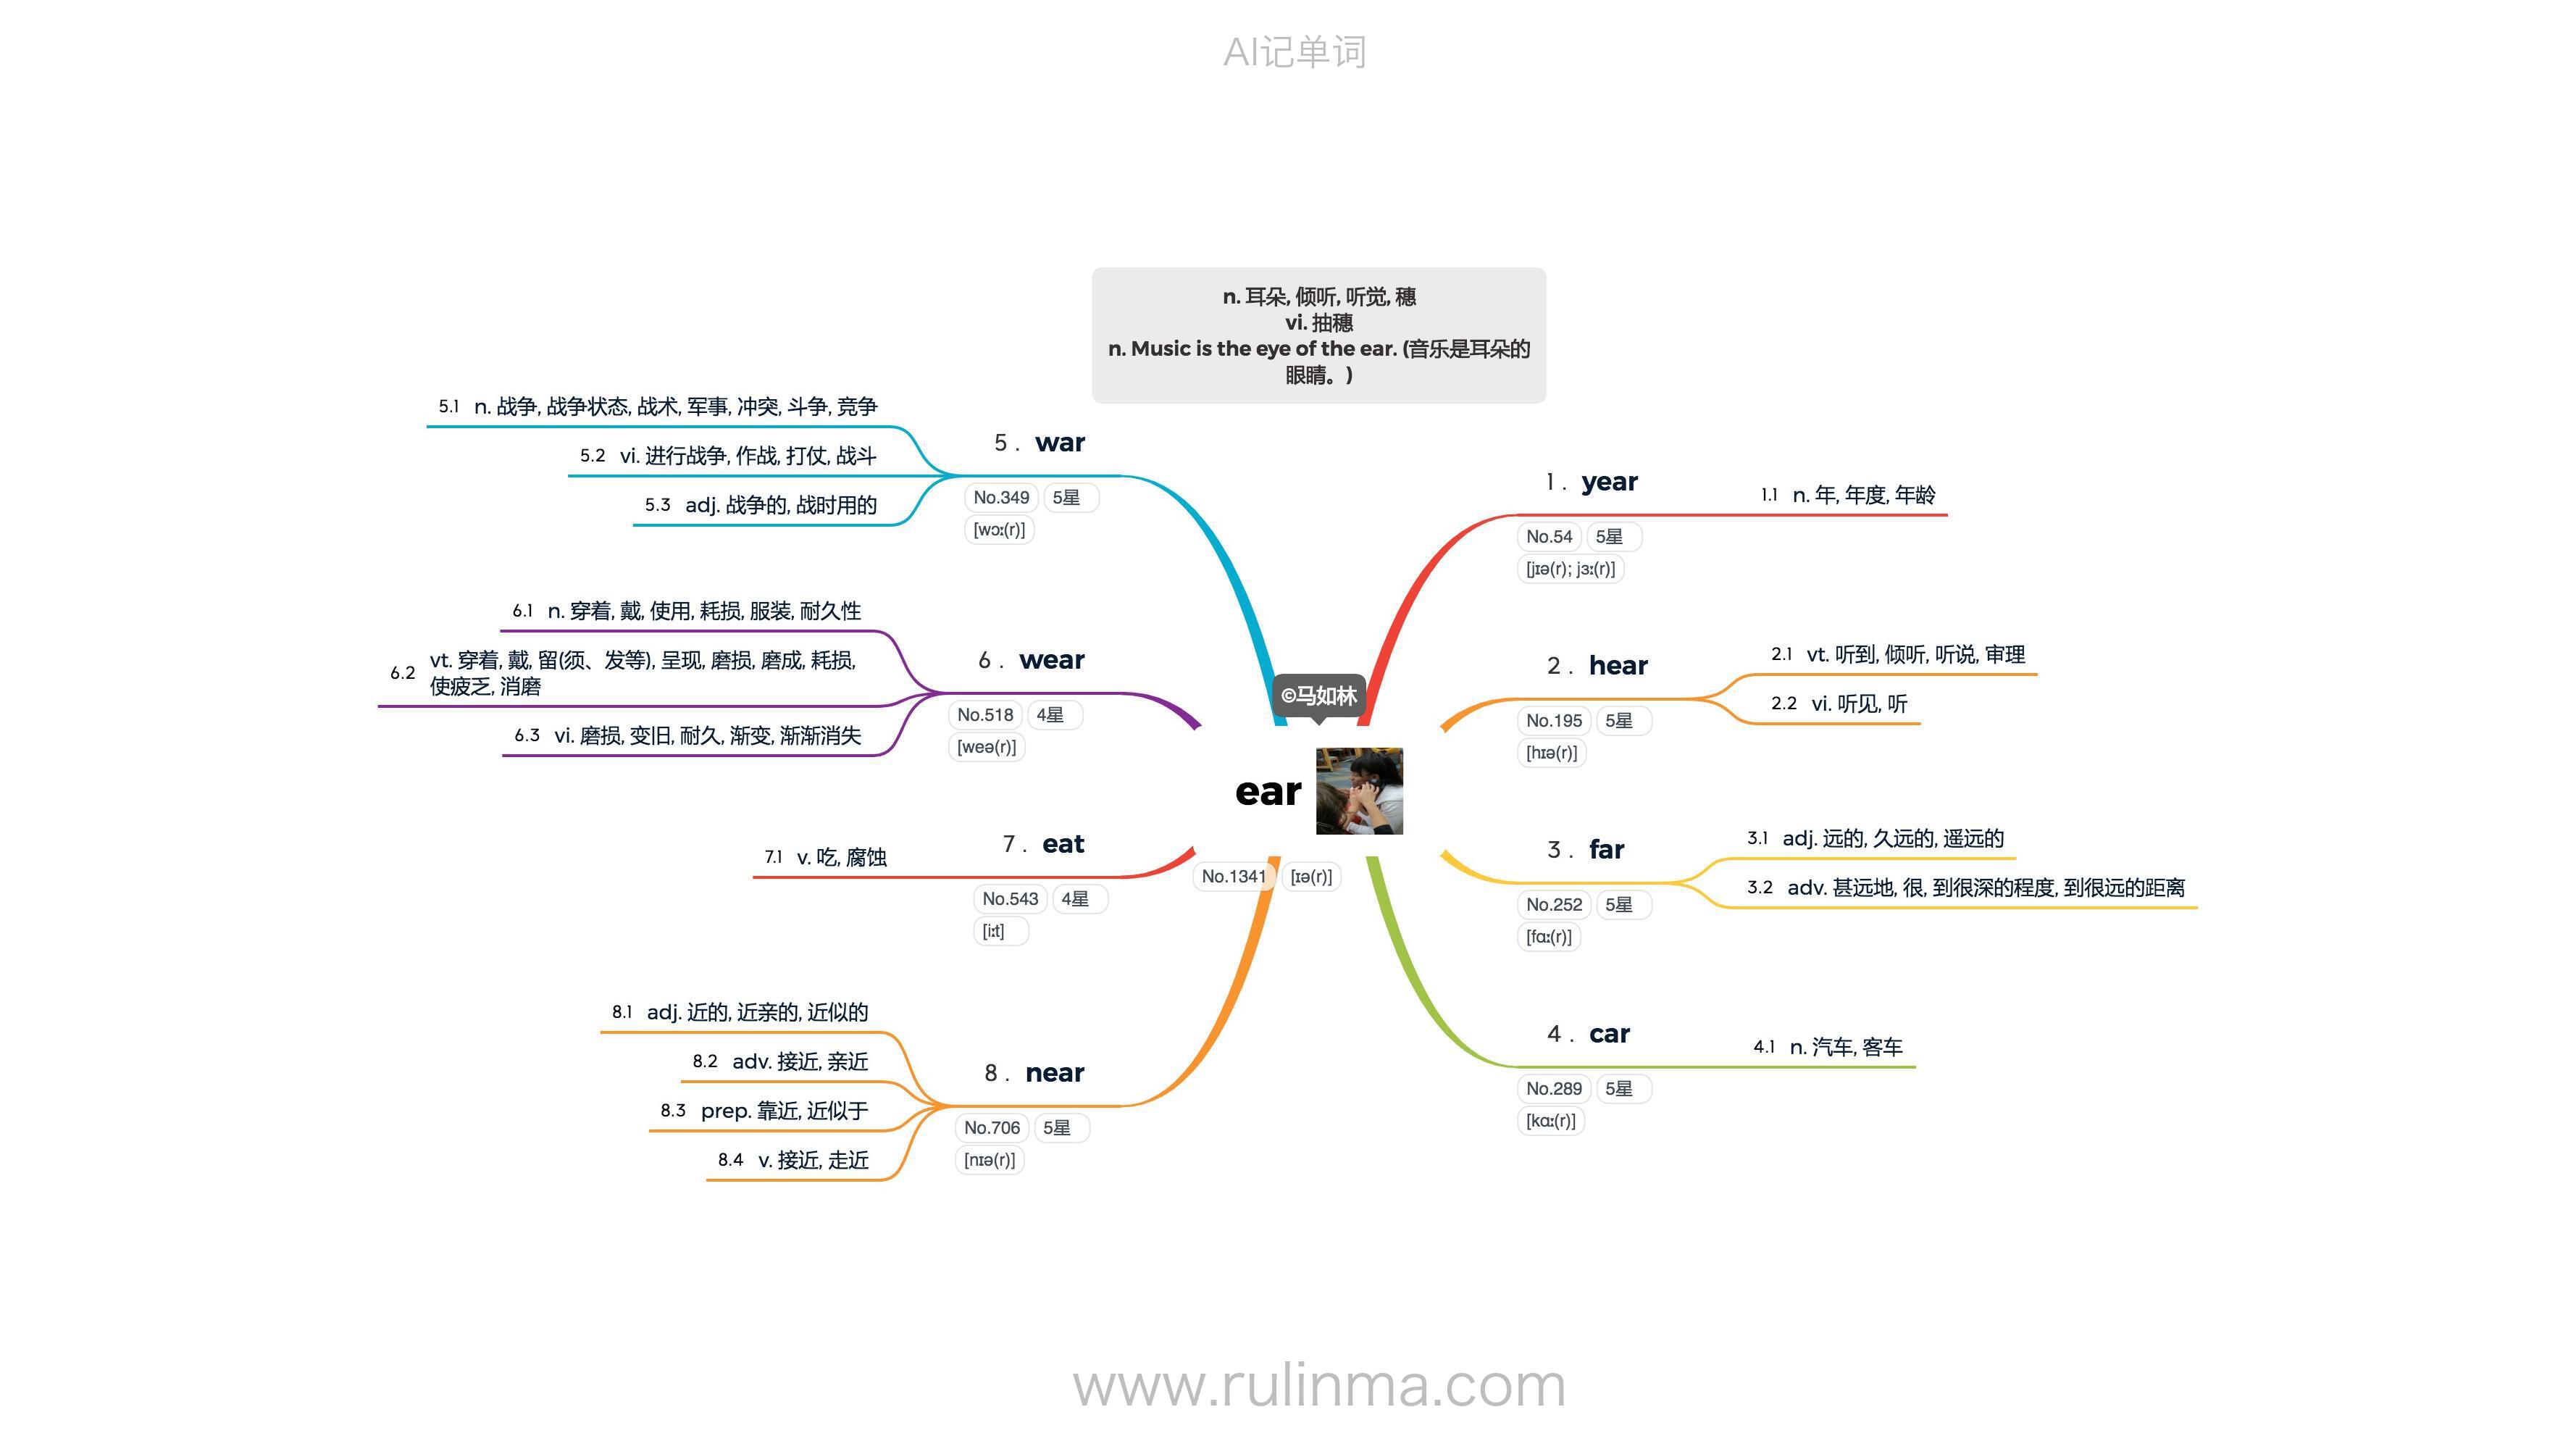 AI记单词
n. 耳朵, 倾听, 听觉, 穗
vi. 抽穗
n. Music is the eye of the ear. (音乐是耳朵的
眼睛。)
©马如林
ear
No.1341 [ɪə(r)]
1 . year
No.54 5星
[jɪə(r); jɜː(r)]
1.1 n. 年, 年度, 年龄
2 . hear
No.195 5星
[hɪə(r)]
2.1 vt. 听到, 倾听, 听说, 审理
2.2 vi. 听见, 听
3 . far
No.252 5星
[fɑː(r)]
3.1 adj. 远的, 久远的, 遥远的
3.2 adv. 甚远地, 很, 到很深的程度, 到很远的距离
4 . car
No.289 5星
[kɑː(r)]
4.1 n. 汽车, 客车
5 . war
No.349 5星
[wɔː(r)]
5.1 n. 战争, 战争状态, 战术, 军事, 冲突, 斗争, 竞争
5.2 vi. 进行战争, 作战, 打仗, 战斗
5.3 adj. 战争的, 战时用的
6 . wear
No.518 4星
[weə(r)]
6.1 n. 穿着, 戴, 使用, 耗损, 服装, 耐久性
6.2 vt. 穿着, 戴, 留(须、发等), 呈现, 磨损, 磨成, 耗损,
使疲乏, 消磨
6.3 vi. 磨损, 变旧, 耐久, 渐变, 渐渐消失
7 . eat
No.543 4星
[iːt]
7.1 v. 吃, 腐蚀
8 . near
No.706 5星
[nɪə(r)]
8.1 adj. 近的, 近亲的, 近似的
8.2 adv. 接近, 亲近
8.3 prep. 靠近, 近似于
8.4 v. 接近, 走近
www.rulinma.com